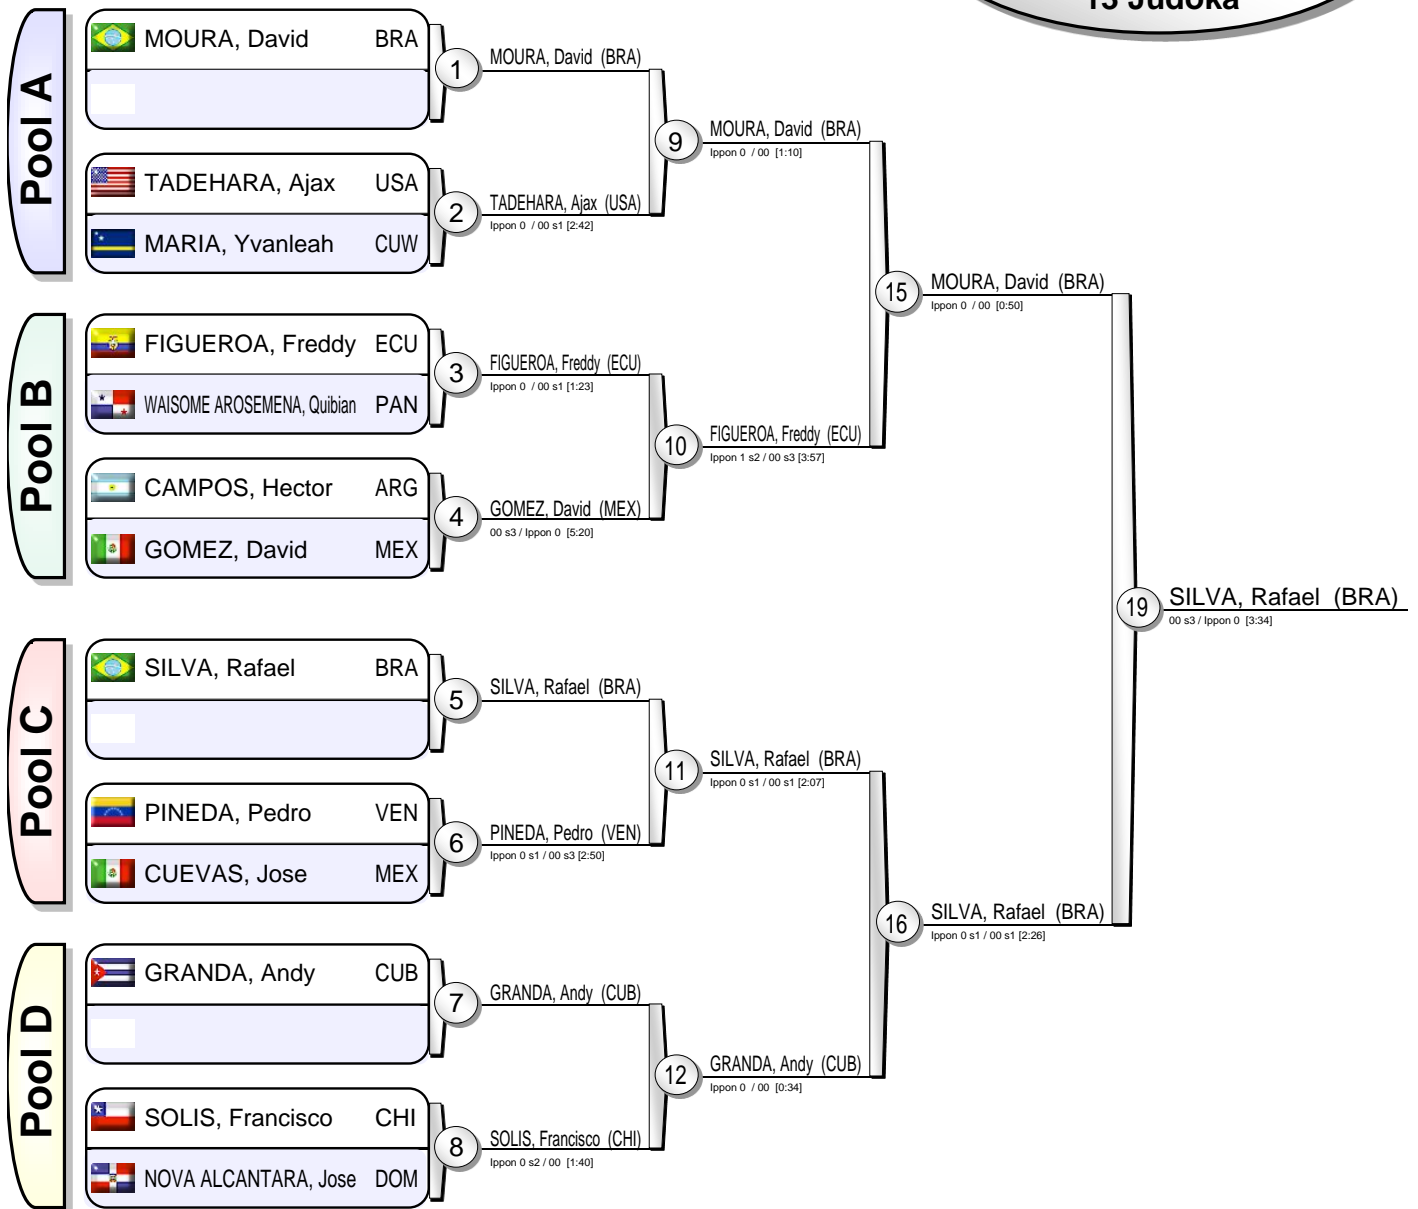 13 Judoka
Pool A
MOURA, David BRA
TADEHARA, Ajax USA
MARIA, Yvanleah CUW
1
2
MOURA, David (BRA)
TADEHARA, Ajax (USA)
Ippon 0 / 00 s1 [2:42]
9
MOURA, David (BRA)
Ippon 0 / 00 [1:10]
Pool B
FIGUEROA, Freddy ECU
WAISOME AROSEMENA, Quibian PAN
CAMPOS, Hector ARG
GOMEZ, David MEX
3
4
FIGUEROA, Freddy (ECU)
Ippon 0 / 00 s1 [1:23]
GOMEZ, David (MEX)
00 s3 / Ippon 0 [5:20]
10
FIGUEROA, Freddy (ECU)
Ippon 1 s2 / 00 s3 [3:57]
15
MOURA, David (BRA)
Ippon 0 / 00 [0:50]
Pool C
SILVA, Rafael BRA
PINEDA, Pedro VEN
CUEVAS, Jose MEX
5
6
SILVA, Rafael (BRA)
PINEDA, Pedro (VEN)
Ippon 0 s1 / 00 s3 [2:50]
11
SILVA, Rafael (BRA)
Ippon 0 s1 / 00 s1 [2:07]
Pool D
GRANDA, Andy CUB
SOLIS, Francisco CHI
NOVA ALCANTARA, Jose DOM
7
8
GRANDA, Andy (CUB)
SOLIS, Francisco (CHI)
Ippon 0 s2 / 00 [1:40]
12
GRANDA, Andy (CUB)
Ippon 0 / 00 [0:34]
16
SILVA, Rafael (BRA)
Ippon 0 s1 / 00 s1 [2:26]
19
SILVA, Rafael (BRA)
00 s3 / Ippon 0 [3:34]